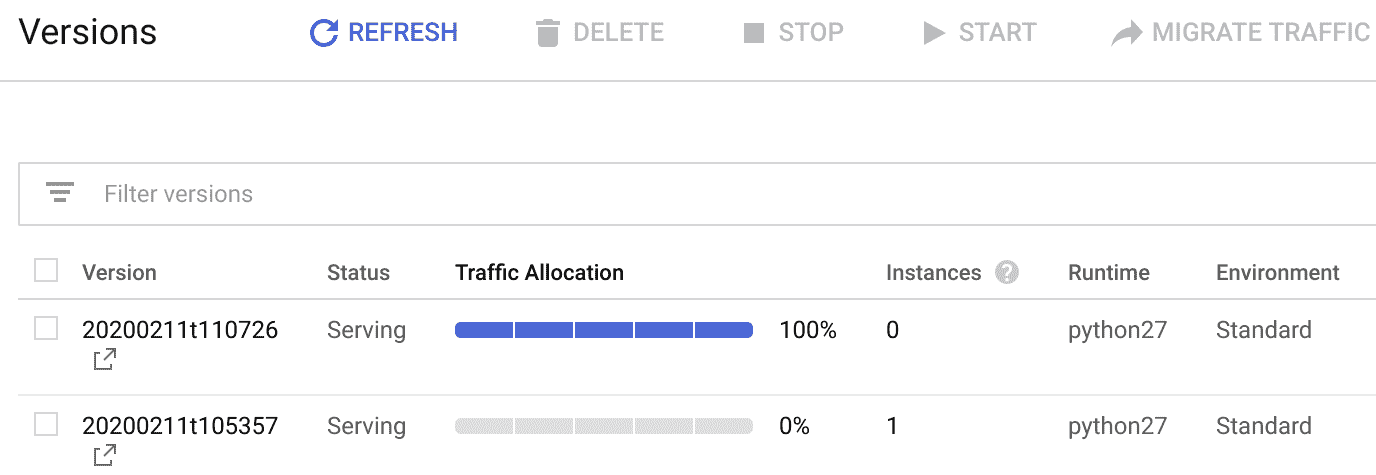 Versions REFRESH DELETE STOP START MIGRATE TRAFFIC
Filter versions
Version Status Traffic Allocation Instances ? Runtime Environment
20200211t110726 Serving 100% 0 python27 Standard
20200211t105357 Serving 0% 1 python27 Standard